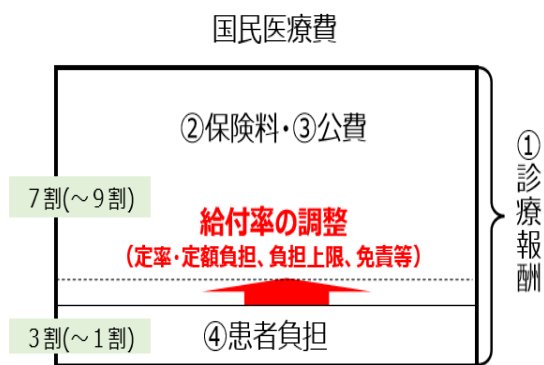 国民医療費
②保険料・③公費
7割(～9割)
給付率の調整
(定率・定額負担、負担上限、免責等)
3割(～1割)
④患者負担
①診療報酬